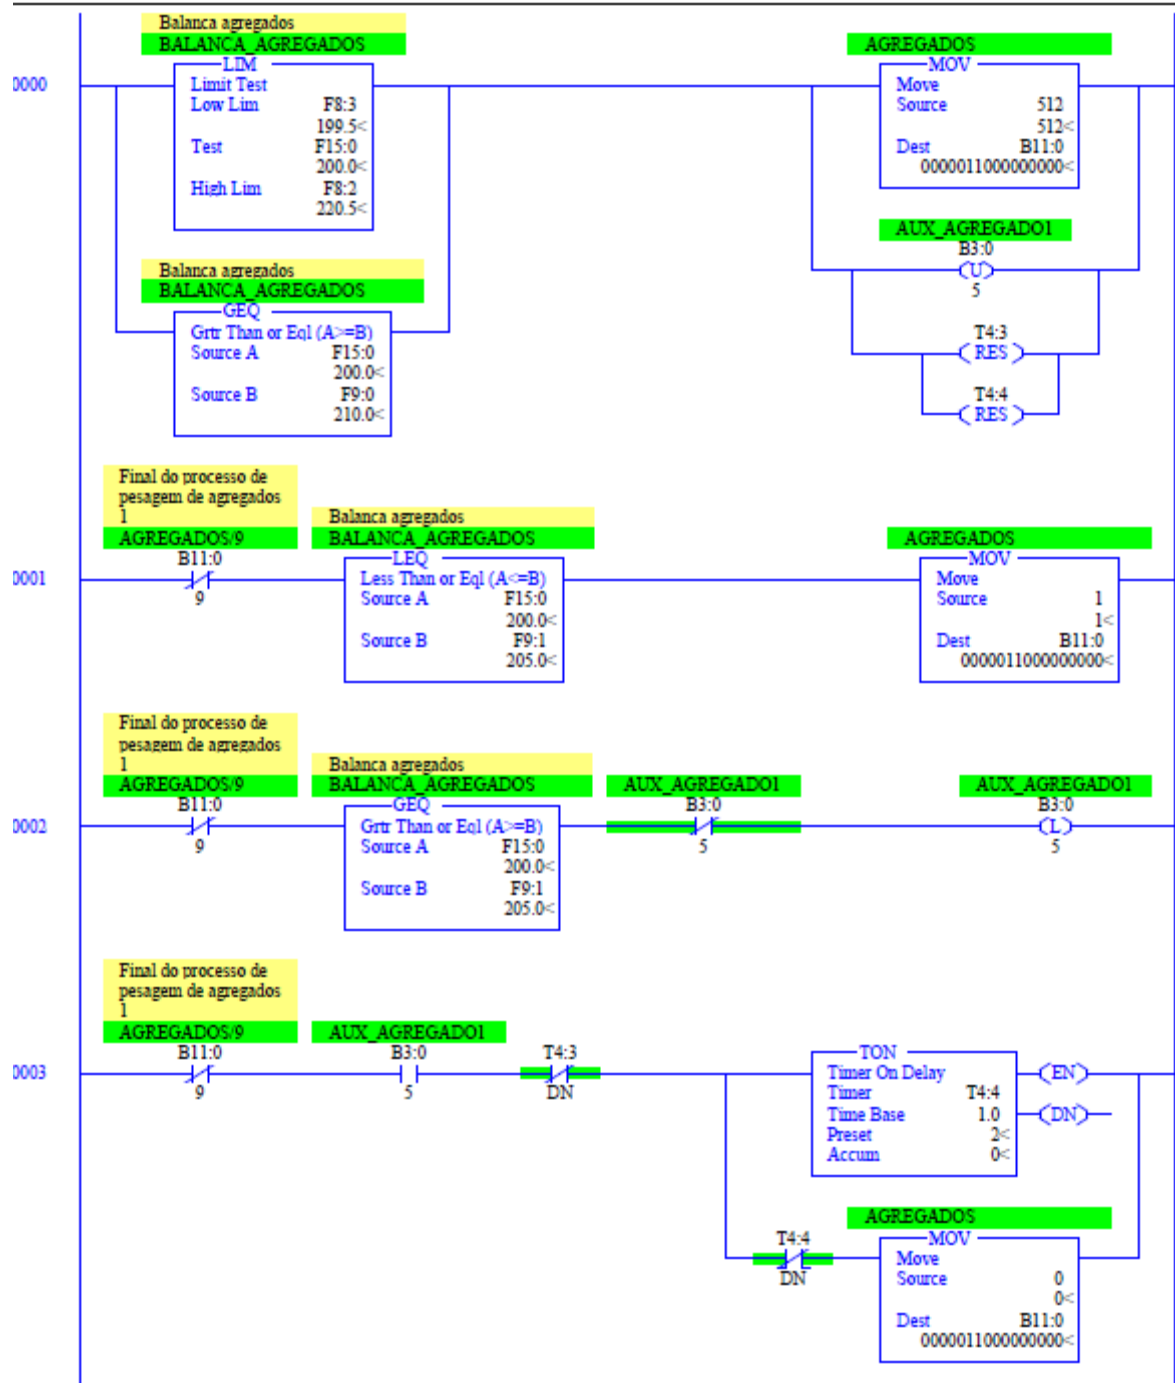 Balanca agregados
BALANCA_AGREGADOS
LIM
0000
Limit Test
Low Lim F8:3
199.5<
Test F15:0
200.0<
High Lim F8:2
220.5<
Balanca agregados
BALANCA_AGREGADOS
GEQ
Grtr Than or Eql (A>=B)
Source A F15:0
200.0<
Source B F9:0
210.0<
AGREGADOS
MOV
Move
Source 512
512<
Dest B11:0
0000011000000000<
AUX_AGREGADO1
B3:0
U
5
T4:3
RES
T4:4
RES
Final do processo de
pesagem de agregados
1
AGREGADOS/9
B11:0
0001
9
Balanca agregados
BALANCA_AGREGADOS
LEQ
Less Than or Eql (A<=B)
Source A F15:0
200.0<
Source B F9:1
205.0<
AGREGADOS
MOV
Move
Source 1
1<
Dest B11:0
0000011000000000<
Final do processo de
pesagem de agregados
1
AGREGADOS/9
B11:0
0002
9
Balanca agregados
BALANCA_AGREGADOS
GEQ
Grtr Than or Eql (A>=B)
Source A F15:0
200.0<
Source B F9:1
205.0<
AUX_AGREGADO1
B3:0
5
AUX_AGREGADO1
B3:0
L
5
Final do processo de
pesagem de agregados
1
AGREGADOS/9
B11:0
0003
9
AUX_AGREGADO1
B3:0
5
T4:3
DN
TON
Timer On Delay
Timer T4:4
Time Base 1.0
Preset 2<
Accum 0<
EN
DN
T4:4
DN
AGREGADOS
MOV
Move
Source 0
0<
Dest B11:0
0000011000000000<